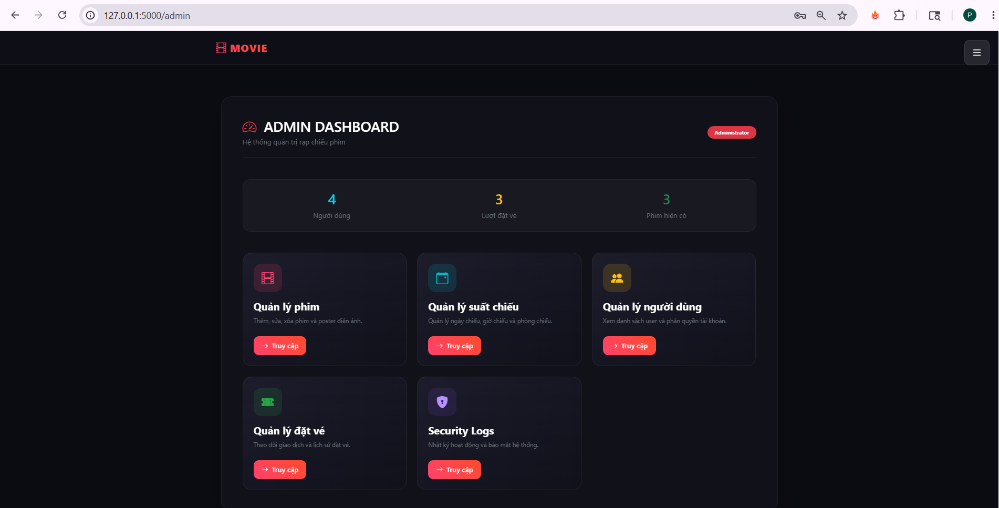 127.0.0.1:5000/admin
P
MOVIE
ADMIN DASHBOARD
Hệ thống quản trị rạp chiếu phim
Administrator
4
Người dùng
3
Lượt đặt vé
3
Phim hiện có
Quản lý phim
Thêm, sửa, xóa phim và poster điện ảnh.
→ Truy cập
Quản lý suất chiếu
Quản lý ngày chiếu, giờ chiếu và phòng chiếu.
→ Truy cập
Quản lý người dùng
Xem danh sách user và phân quyền tài khoản.
→ Truy cập
Quản lý đặt vé
Theo dõi giao dịch và lịch sử đặt vé.
→ Truy cập
Security Logs
Nhật ký hoạt động và bảo mật hệ thống.
→ Truy cập